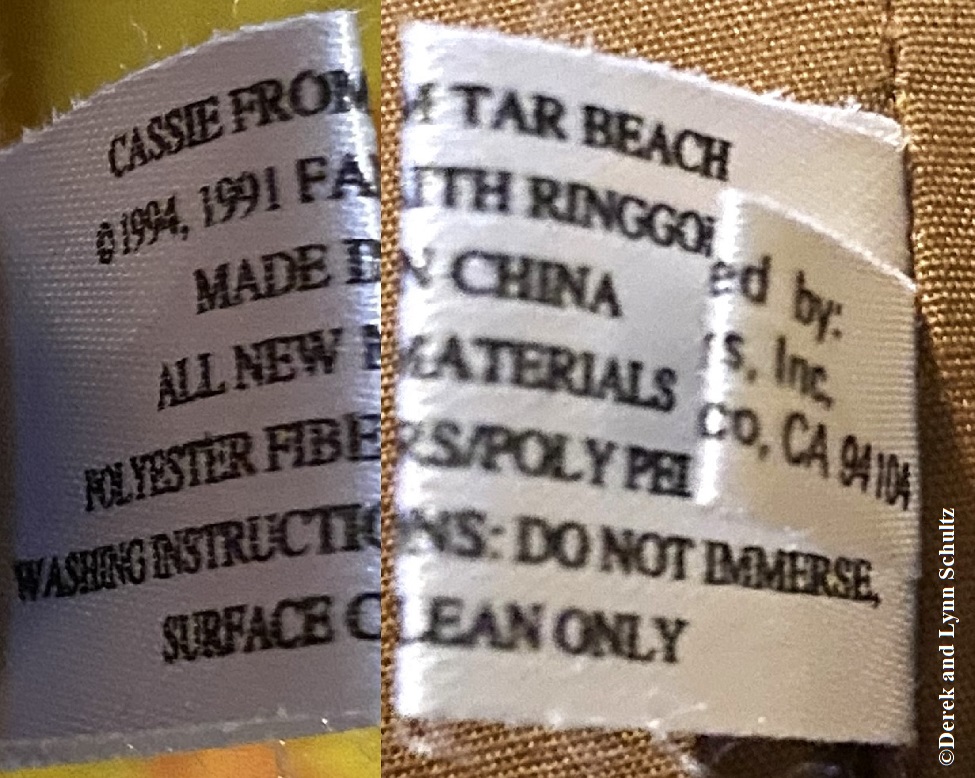 CASSIE FROM TAR BEACH
©1994, 1991 FAITH RINGGOL
MADE IN CHINA
ALL NEW MATERIALS
POLYESTER FIBERS/POLY PEL
WASHING INSTRUCTIONS: DO NOT IMMERSE,
SURFACE CLEAN ONLY
ed by:
s, Inc,
co, CA 94104
©Derek and Lynn Schultz